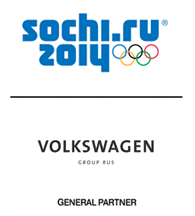 sochi.ru®
2014
VOLKSWAGEN
GROUP RUS
GENERAL PARTNER